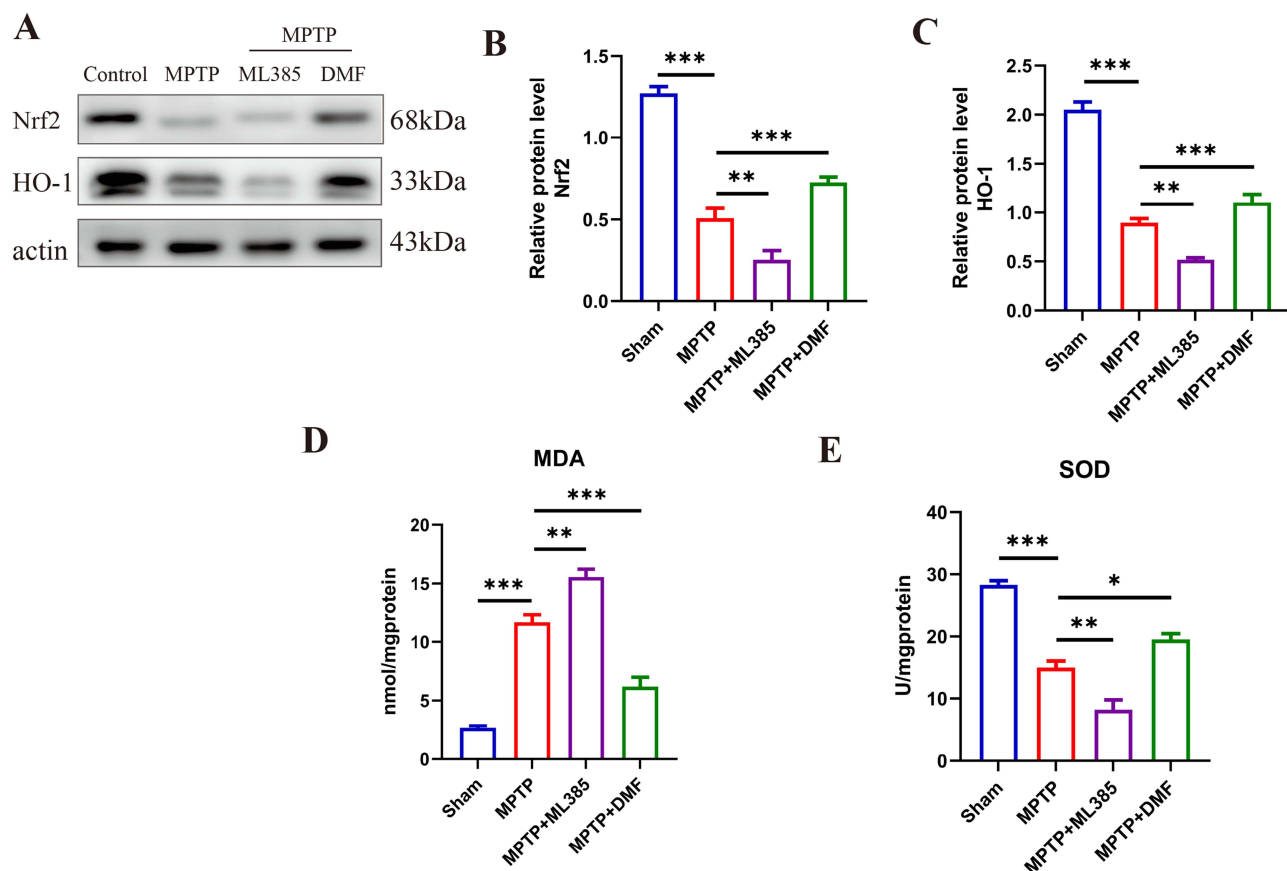 A
MPTP
Control MPTP ML385 DMF
Nrf2 68kDa
HO-1 33kDa
actin 43kDa
B
Relative protein level
Nrf2
1.5
1.0
0.5
0.0
***
***
**
Sham
MPTP
MPTP+ML385
MPTP+DMF
C
Relative protein level
HO-1
2.5
2.0
1.5
1.0
0.5
0.0
***
***
**
Sham
MPTP
MPTP+ML385
MPTP+DMF
D
MDA
nmol/mgprotein
20
15
10
5
0
***
**
***
Sham
MPTP
MPTP+ML385
MPTP+DMF
E
SOD
U/mgprotein
40
30
20
10
0
***
*
**
Sham
MPTP
MPTP+ML385
MPTP+DMF